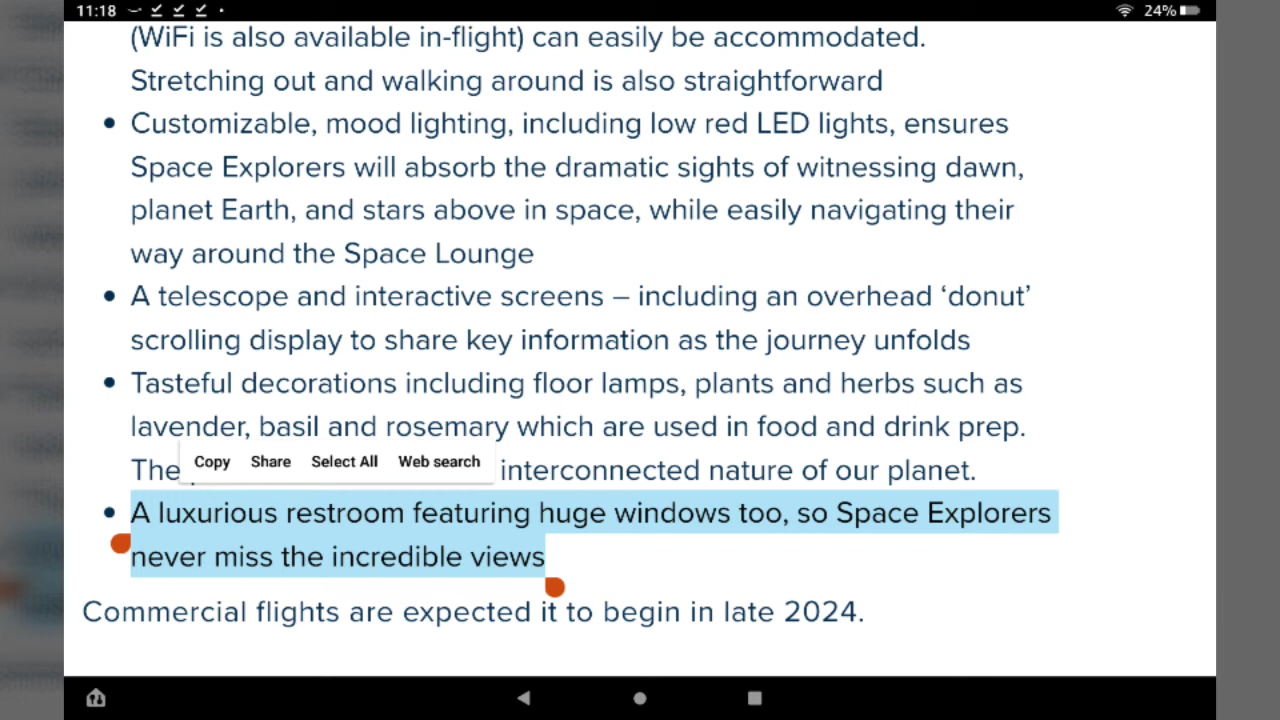 11:18
24%
(WiFi is also available in-flight) can easily be accommodated.
Stretching out and walking around is also straightforward
• Customizable, mood lighting, including low red LED lights, ensures
Space Explorers will absorb the dramatic sights of witnessing dawn,
planet Earth, and stars above in space, while easily navigating their
way around the Space Lounge
• A telescope and interactive screens – including an overhead ‘donut’
scrolling display to share key information as the journey unfolds
• Tasteful decorations including floor lamps, plants and herbs such as
lavender, basil and rosemary which are used in food and drink prep.
Copy Share Select All Web search
The interconnected nature of our planet.
• A luxurious restroom featuring huge windows too, so Space Explorers
never miss the incredible views
Commercial flights are expected it to begin in late 2024.